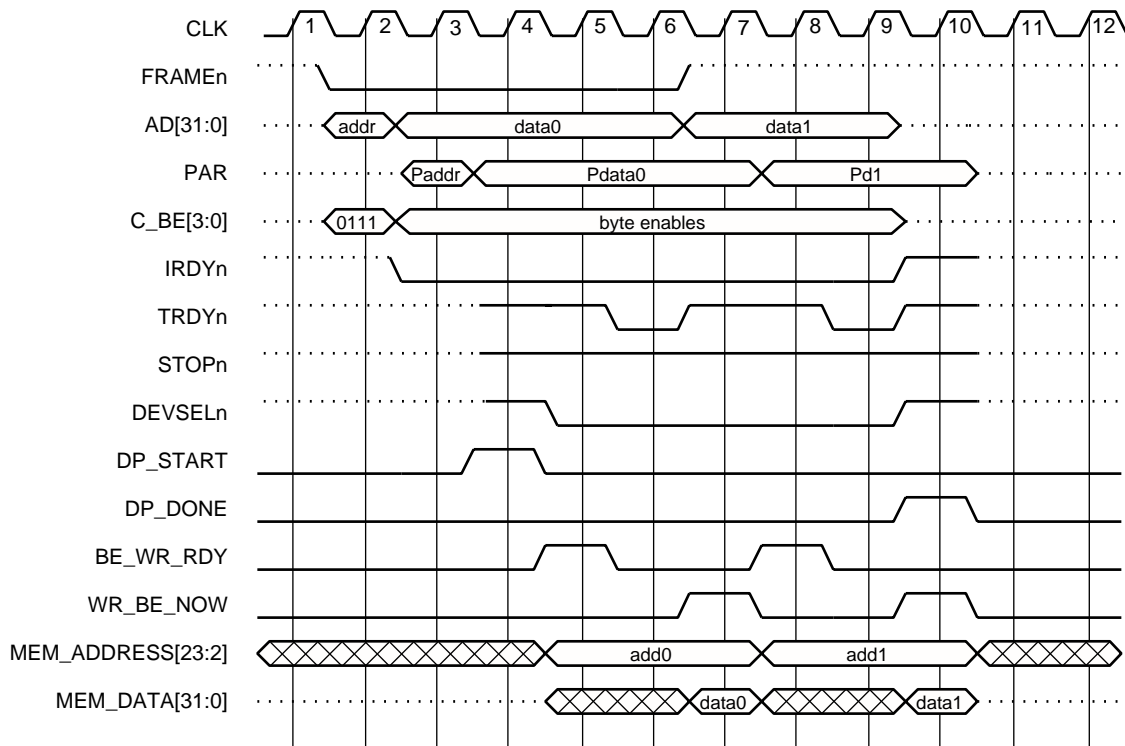 CLK 1 2 3 4 5 6 7 8 9 10 11 12
FRAMEn
AD[31:0] addr data0 data1
PAR Paddr Pdata0 Pd1
C_BE[3:0] 0111 byte enables
IRDYn
TRDYn
STOPn
DEVSELn
DP_START
DP_DONE
BE_WR_RDY
WR_BE_NOW
MEM_ADDRESS[23:2] add0 add1
MEM_DATA[31:0] data0 data1